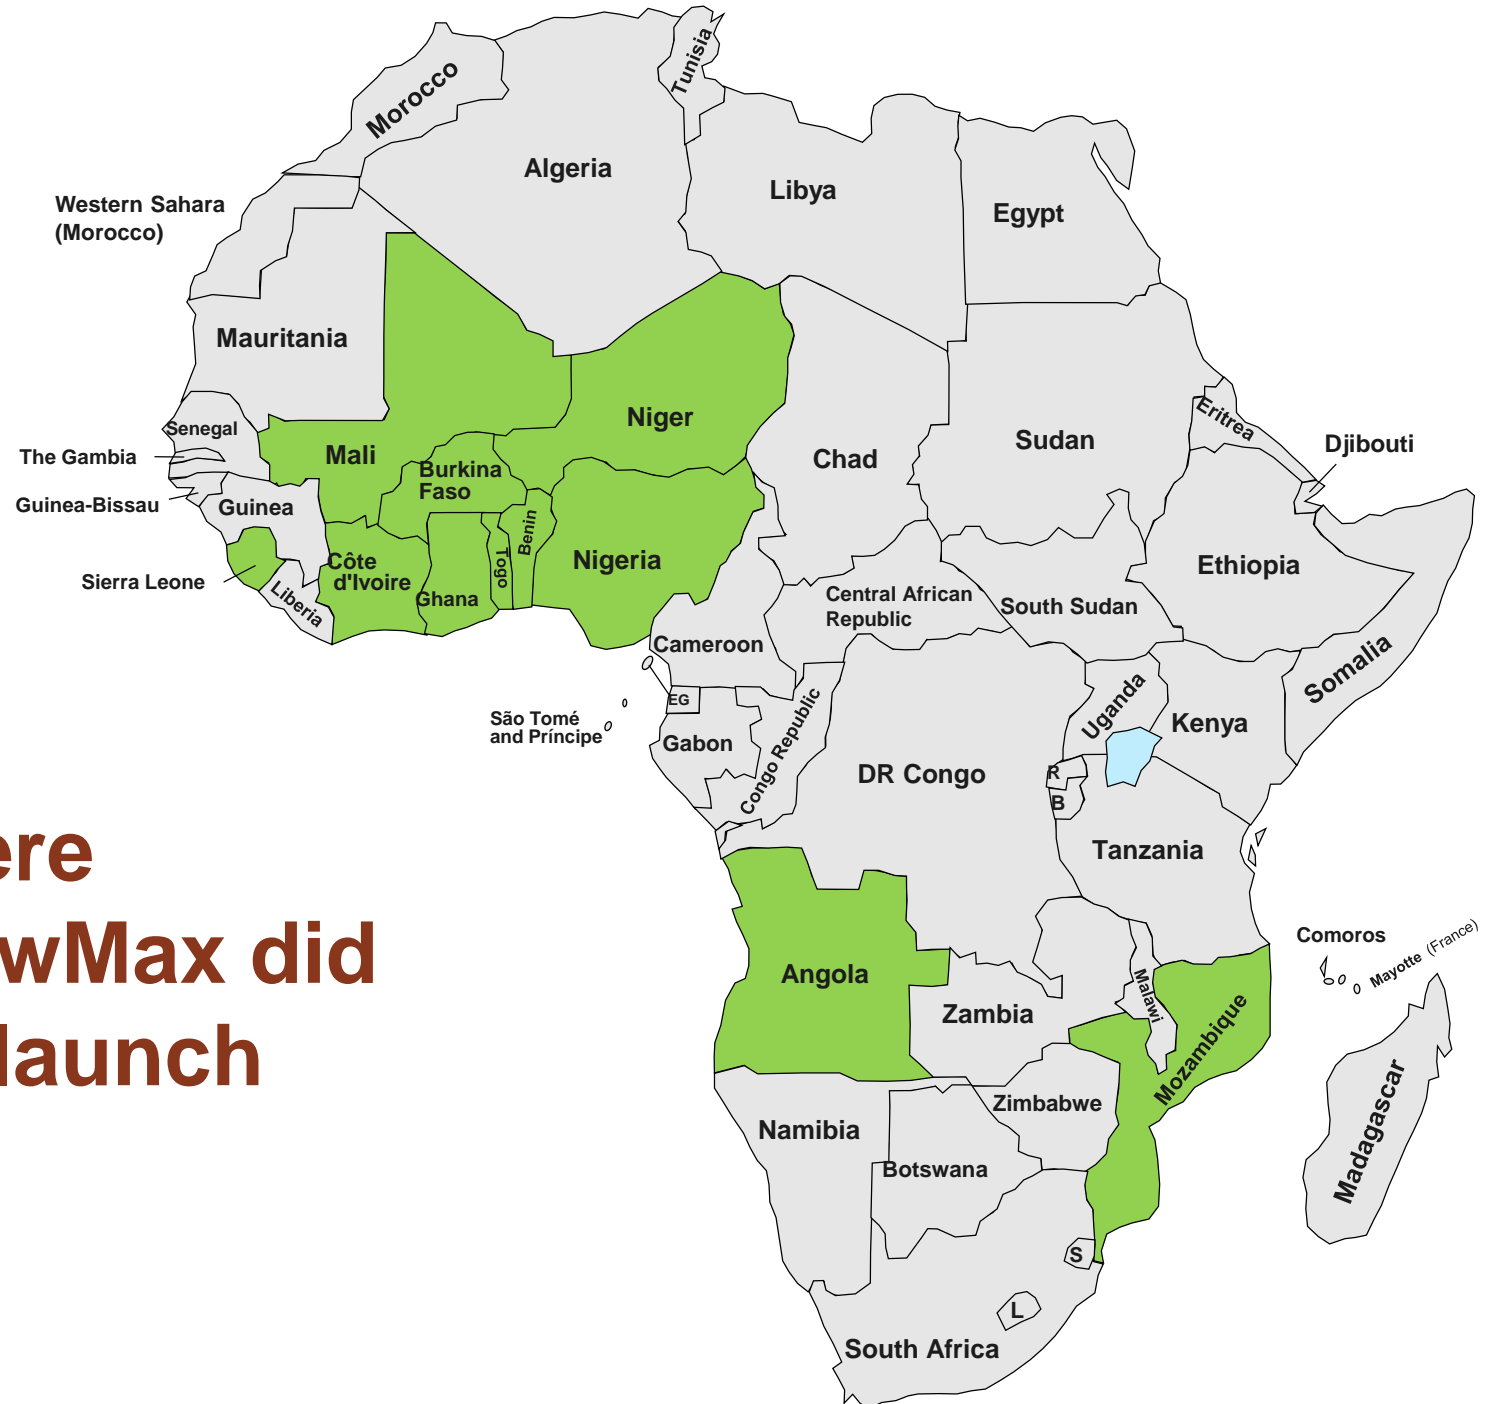 Tunisia
Morocco
Algeria
Libya
Egypt
Western Sahara
(Morocco)
Mauritania
Niger
Senegal
Mali
Sudan
Eritrea
Djibouti
The Gambia
Burkina
Faso
Chad
Guinea-Bissau
Guinea
Benin
Togo
Nigeria
Ethiopia
Côte
d'Ivoire
Sierra Leone
Liberia
Ghana
Central African
Republic
South Sudan
Cameroon
Somalia
EG
Uganda
São Tomé
and Príncipe
Gabon
Congo Republic
Kenya
DR Congo
R
B
ere
wMax did
launch
Tanzania
Comoros
Mayotte (France)
Angola
Malawi
Zambia
Mozambique
Zimbabwe
Madagascar
Namibia
Botswana
S
L
South Africa